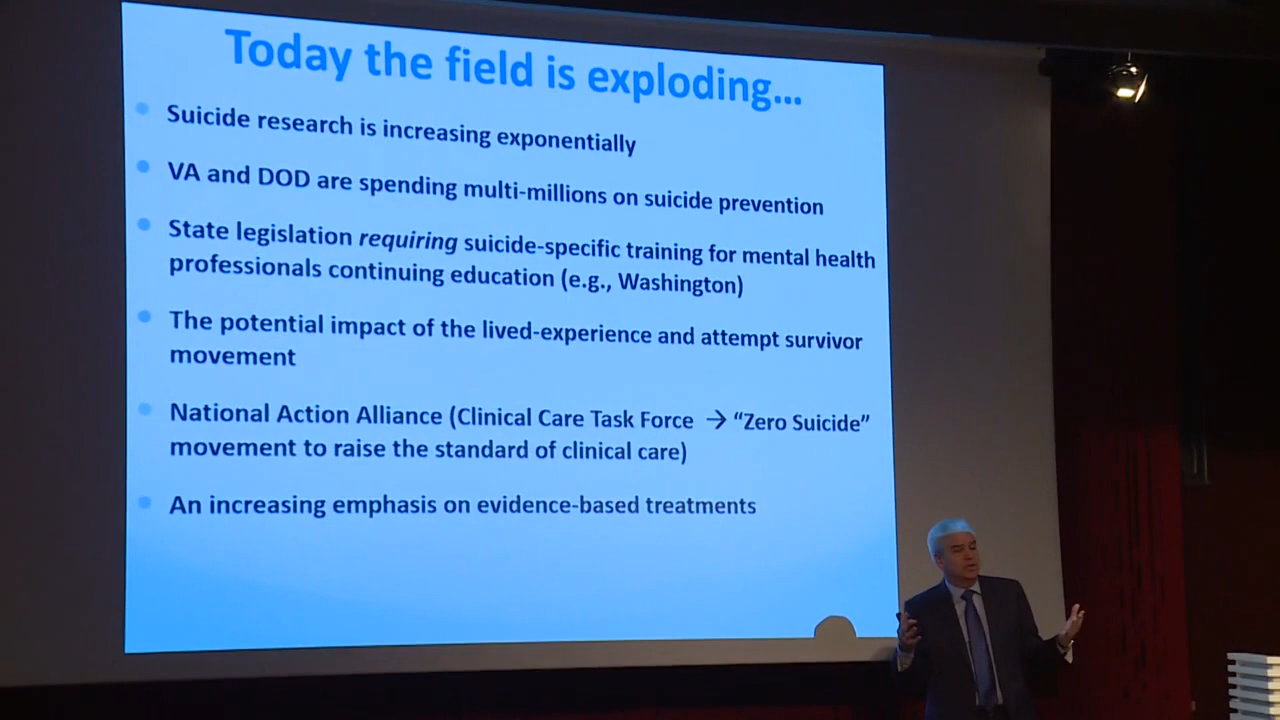 Today the field is exploding...
Suicide research is increasing exponentially
VA and DOD are spending multi-millions on suicide prevention
State legislation requiring suicide-specific training for mental health
professionals continuing education (e.g., Washington)
The potential impact of the lived-experience and attempt survivor
movement
National Action Alliance (Clinical Care Task Force → “Zero Suicide”
movement to raise the standard of clinical care)
An increasing emphasis on evidence-based treatments